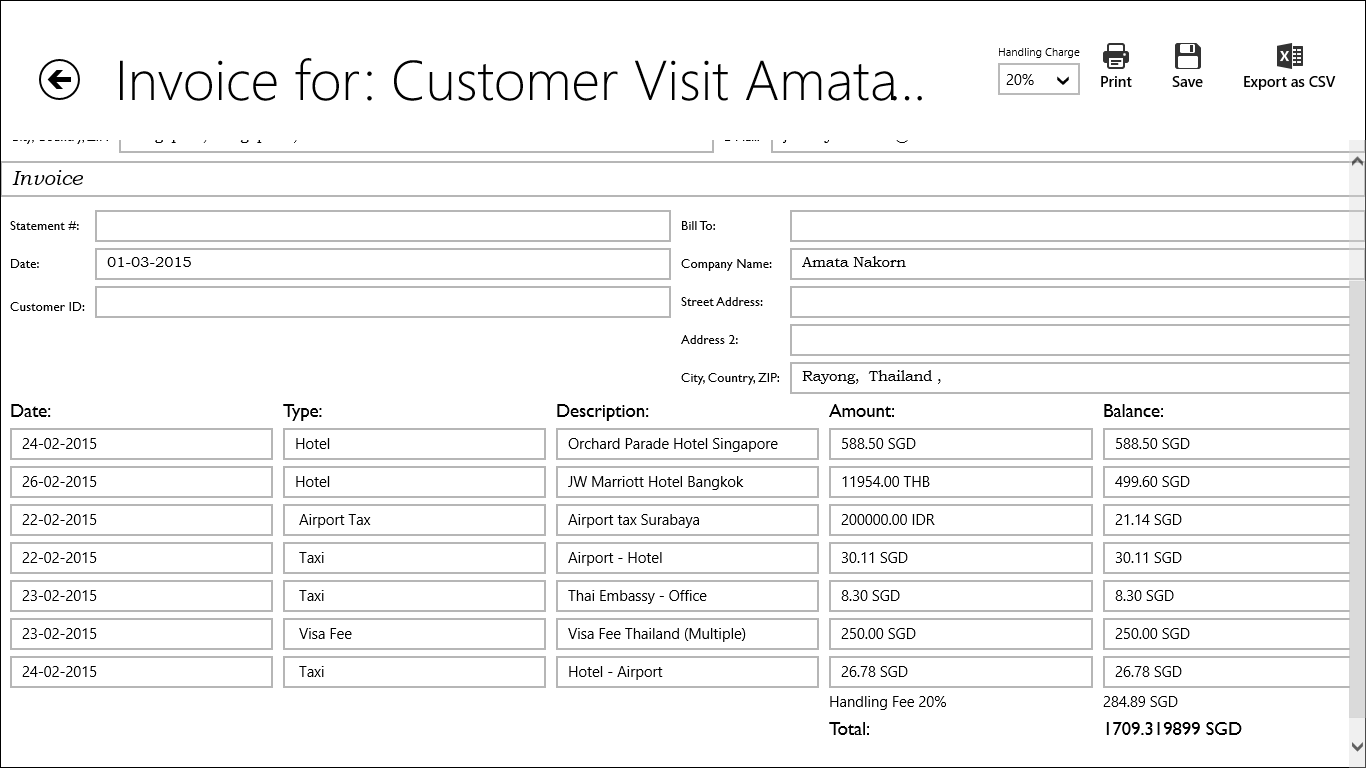 Invoice for: Customer Visit Amata...
Handling Charge
20%
Print
Save
Export as CSV
Invoice
Statement #:
Bill To:
Date: 01-03-2015
Company Name: Amata Nakorn
Customer ID:
Street Address:
Address 2:
City, Country, ZIP: Rayong, Thailand ,
Date: Type: Description: Amount: Balance:
24-02-2015 Hotel Orchard Parade Hotel Singapore 588.50 SGD 588.50 SGD
26-02-2015 Hotel JW Marriott Hotel Bangkok 11954.00 THB 499.60 SGD
22-02-2015 Airport Tax Airport tax Surabaya 200000.00 IDR 21.14 SGD
22-02-2015 Taxi Airport - Hotel 30.11 SGD 30.11 SGD
23-02-2015 Taxi Thai Embassy - Office 8.30 SGD 8.30 SGD
23-02-2015 Visa Fee Visa Fee Thailand (Multiple) 250.00 SGD 250.00 SGD
24-02-2015 Taxi Hotel - Airport 26.78 SGD 26.78 SGD
Handling Fee 20% 284.89 SGD
Total: 1709.319899 SGD